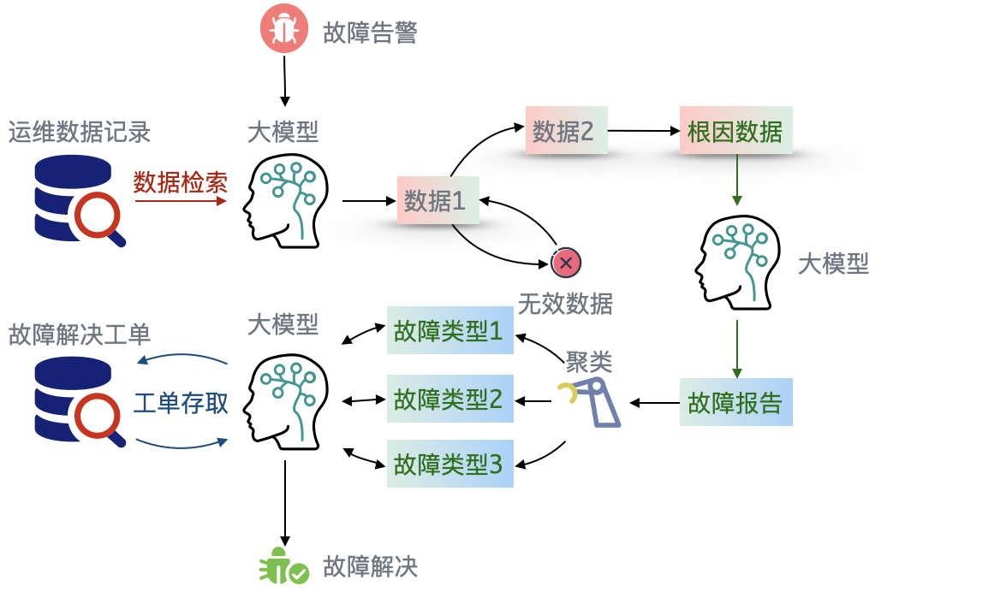 故障告警
运维数据记录
大模型
数据2
根因数据
数据检索
数据1
大模型
无效数据
故障解决工单
大模型
故障类型1
聚类
工单存取
故障类型2
故障报告
故障类型3
故障解决